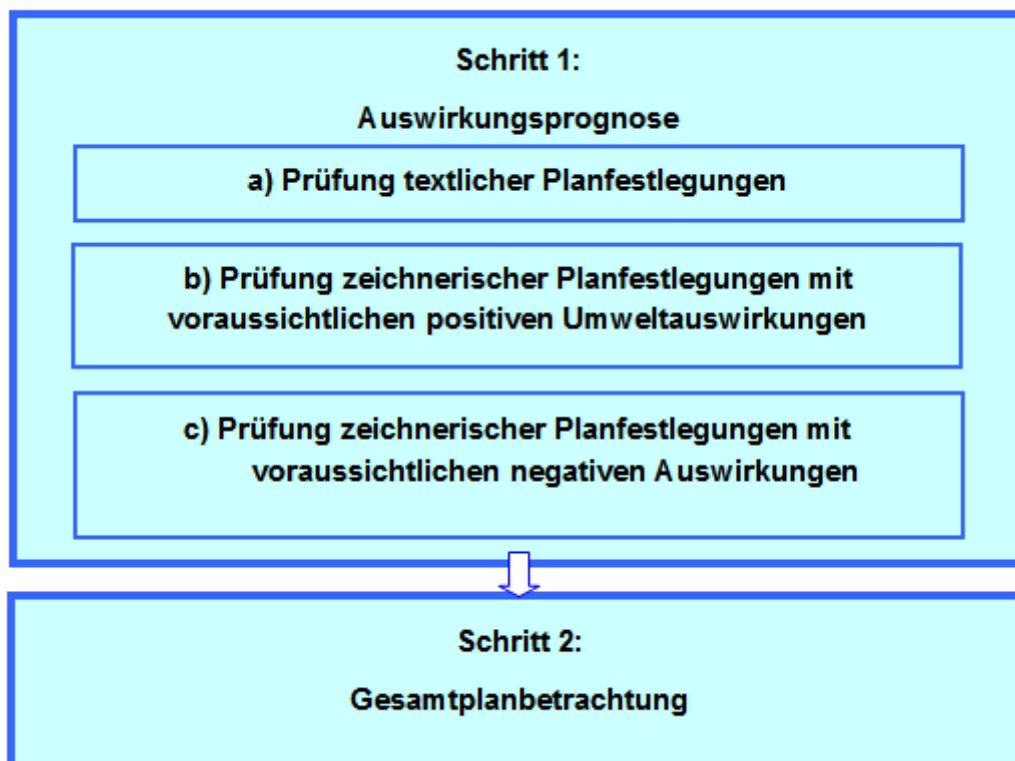 Schritt 1:
Auswirkungsprognose
a) Prüfung textlicher Planfestlegungen
b) Prüfung zeichnerischer Planfestlegungen mit
voraussichtlichen positiven Umweltauswirkungen
c) Prüfung zeichnerischer Planfestlegungen mit
voraussichtlichen negativen Auswirkungen
Schritt 2:
Gesamtplanbetrachtung